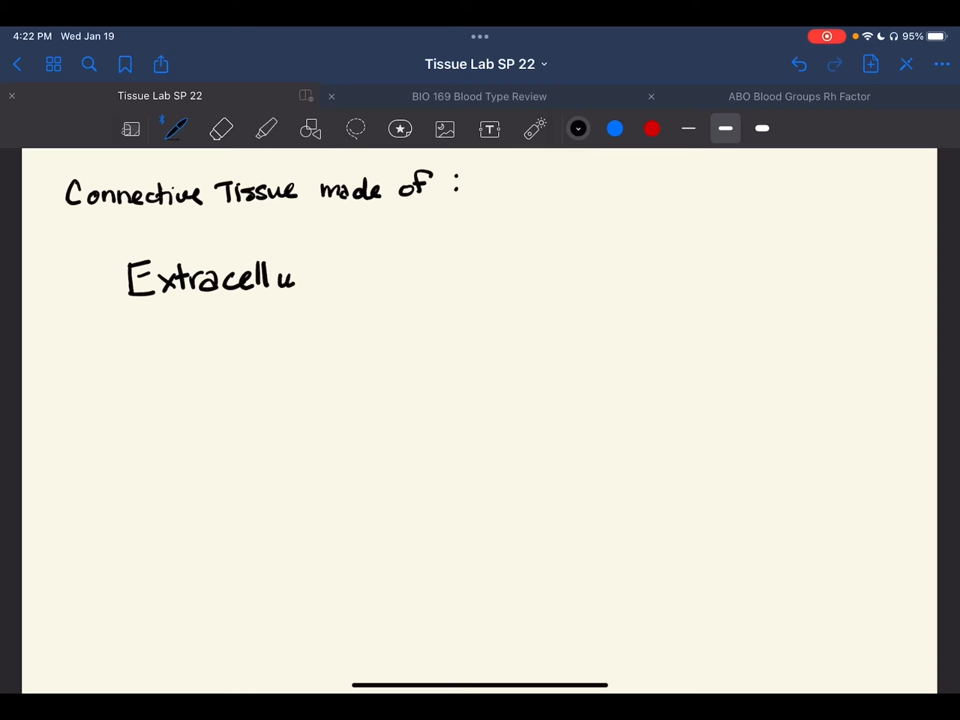 4:22 PM Wed Jan 19
95%
Tissue Lab SP 22
Tissue Lab SP 22
BIO 169 Blood Type Review
ABO Blood Groups Rh Factor
T
Connective Tissue made of :
Extracellu